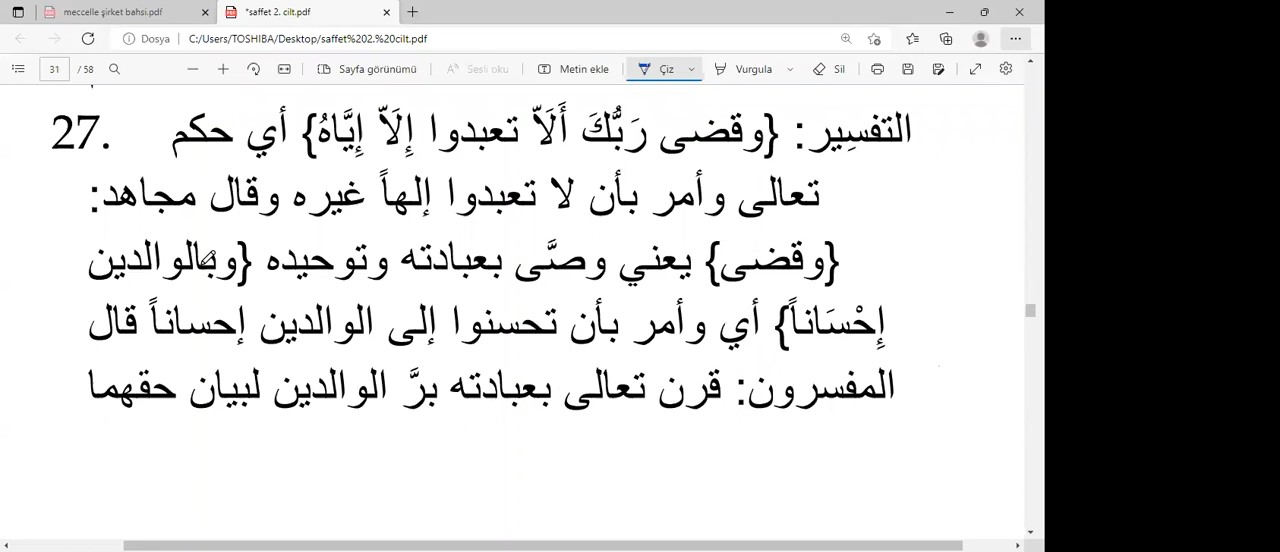 meccelle şirket bahsi.pdf
*saffet 2. cilt.pdf
Dosya C:/Users/TOSHIBA/Desktop/saffet%202.%20cilt.pdf
31 / 58 Sayfa görünümü Sesli oku Metin ekle Çiz Vurgula Sil
27. التفسِير: {وقضى رَبُّكَ أَلاَّ تعبدوا إِلاَّ إِيَّاهُ} أي حكم
تعالى وأمر بأن لا تعبدوا إلهاً غيره وقال مجاهد:
{وقضى} يعني وصَّى بعبادته وتوحيده {وبالوالدين
إِحْسَاناً} أي وأمر بأن تحسنوا إلى الوالدين إحساناً قال
المفسرون: قرن تعالى بعبادته برَّ الوالدين لبيان حقهما